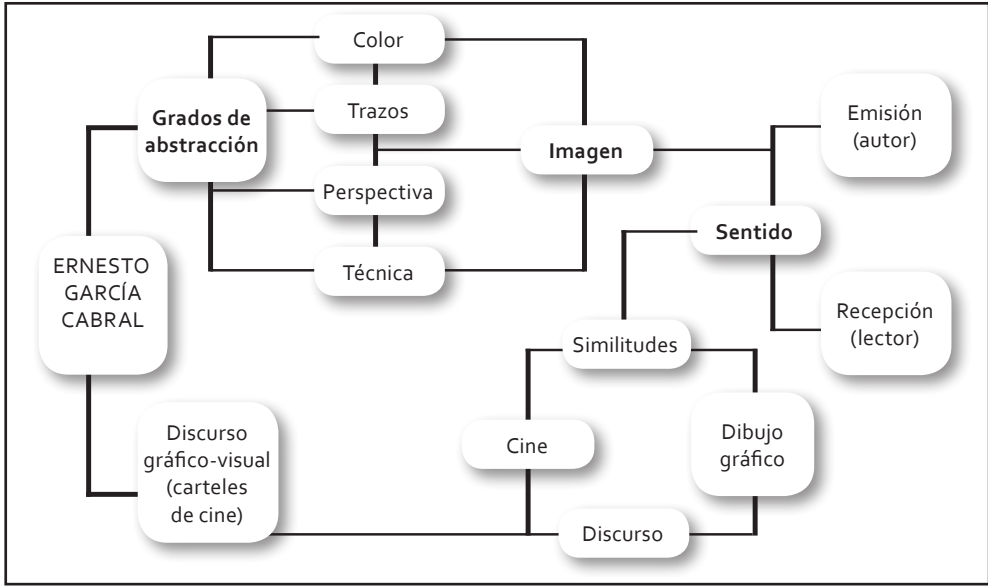 Color
Grados de
abstracción
Trazos
Perspectiva
Técnica
Imagen
Emisión
(autor)
Sentido
Recepción
(lector)
ERNESTO
GARCÍA
CABRAL
Similitudes
Discurso
gráfico-visual
(carteles
de cine)
Cine
Dibujo
gráfico
Discurso